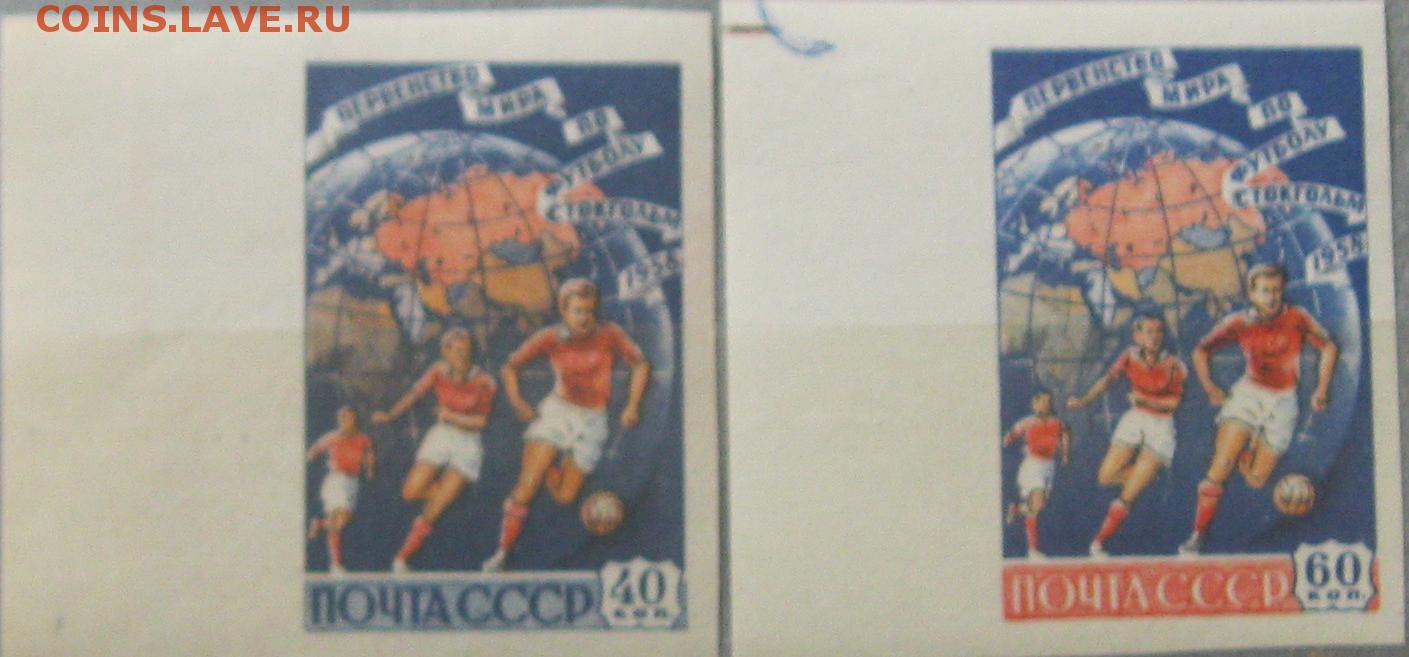 COINS.LAVE.RU
ПЕРВЕНСТВО
МИРА
ПО
ФУТБОЛУ
СТОКГОЛЬМ
1958
ПОЧТА СССР
40
КОП.
ПЕРВЕНСТВО
МИРА
ПО
ФУТБОЛУ
СТОКГОЛЬМ
1958
ПОЧТА СССР
60
КОП.